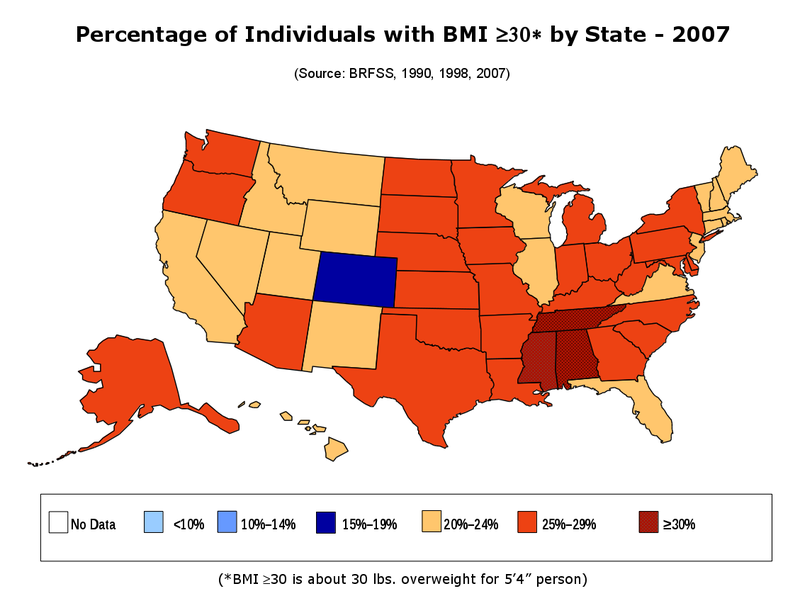 Percentage of Individuals with BMI ≥30* by State - 2007
(Source: BRFSS, 1990, 1998, 2007)
No Data <10% 10%–14% 15%–19% 20%–24% 25%–29% ≥30%
(*BMI ≥30 is about 30 lbs. overweight for 5’4” person)